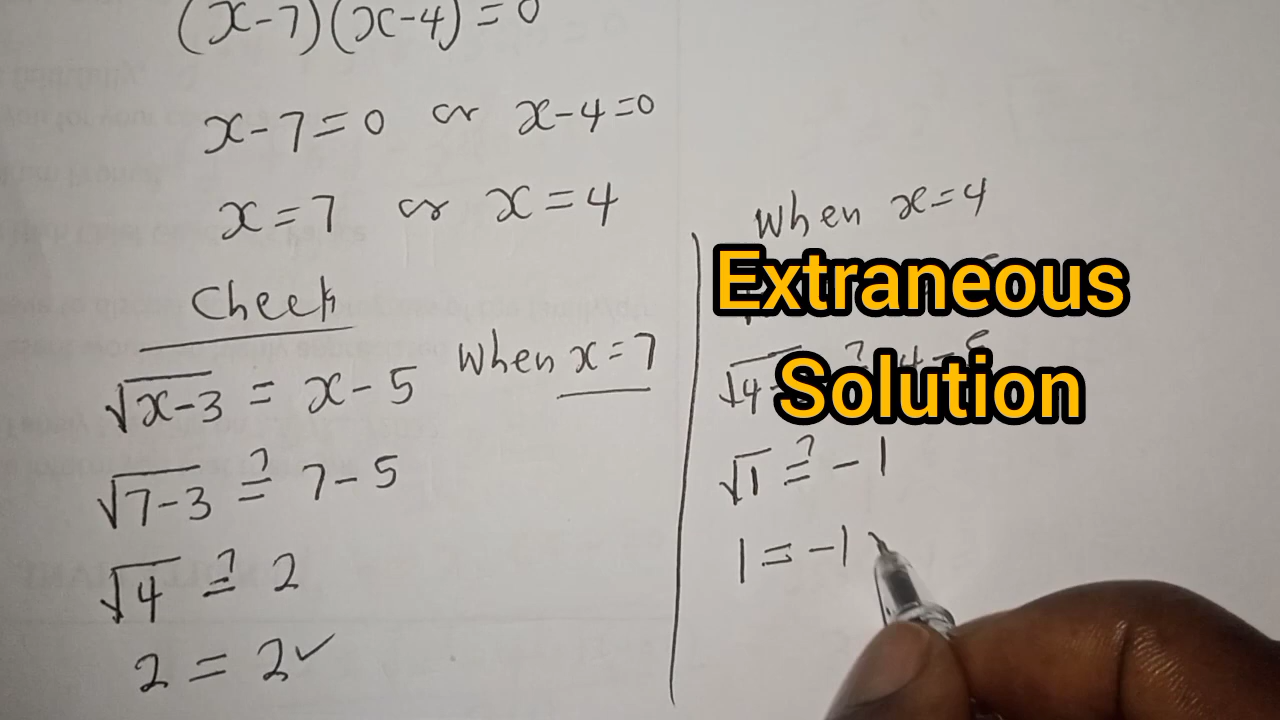 (x-7)(x-4) = 0
x-7=0 or x-4=0
x=7 or x=4
Check
√x-3 = x-5 When x=7
√7-3 ≟ 7-5
√4 ≟ 2
2 = 2✓
When x=4
Extraneous
Solution
√1 ≟ -1
1 = -1